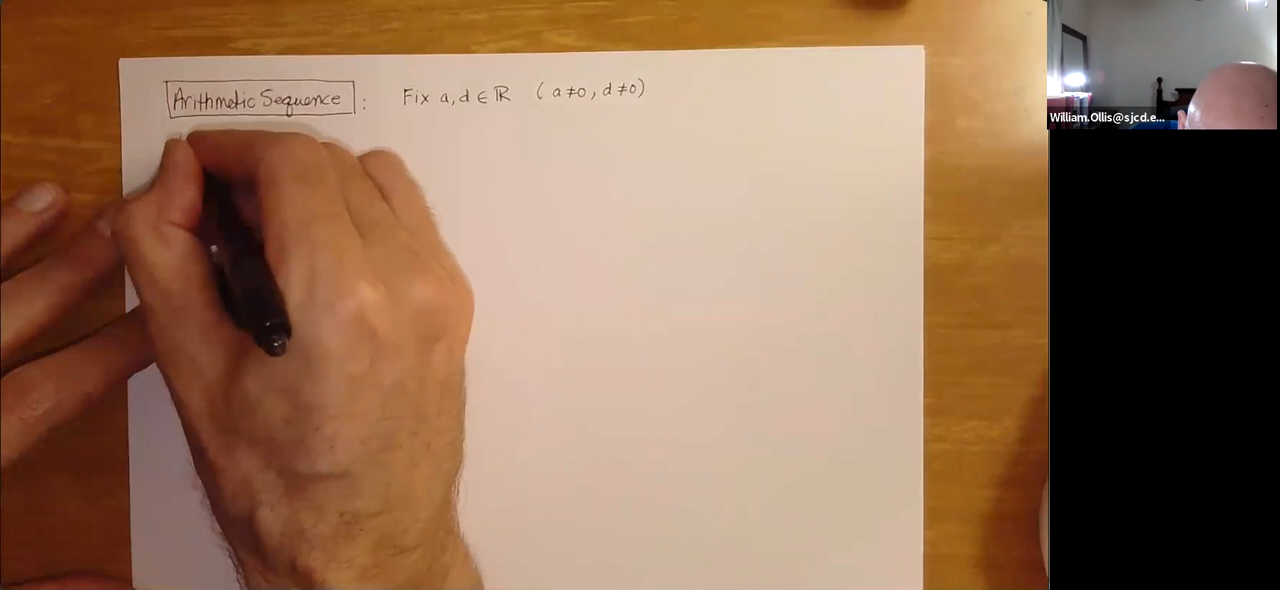 Arithmetic Sequence : Fix a, d ∈ ℝ (a≠0, d≠0)
William.Ollis@sjcd.e...